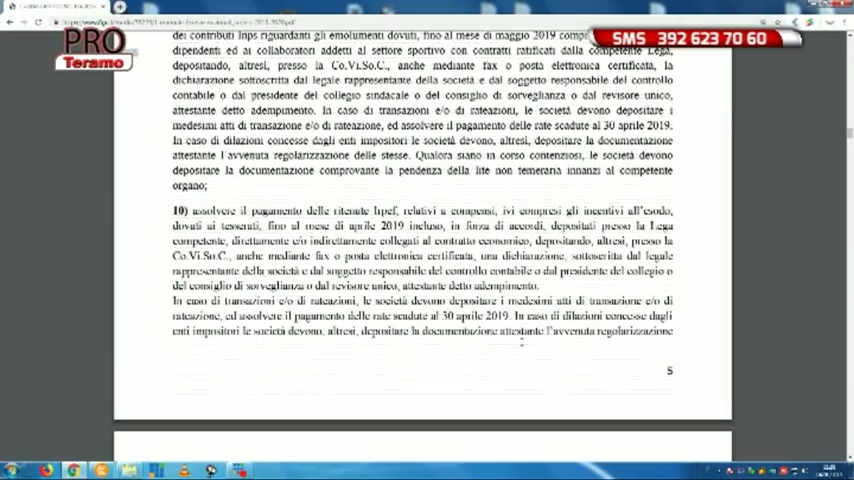 PRO
Teramo
SMS 392 623 70 60
dei contributi Inps riguardanti gli emolumenti dovuti, fino al mese di maggio 2019
dipendenti ed ai collaboratori addetti al settore sportivo con contratti ratificati dalla competente Lega,
depositando, altresì, presso la Co.Vi.So.C., anche mediante fax o posta elettronica certificata, la
dichiarazione sottoscritta dal legale rappresentante della società e dal soggetto responsabile del controllo
contabile o dal presidente del collegio sindacale o del consiglio di sorveglianza o dal revisore unico,
attestante detto adempimento. In caso di transazioni e/o di rateazioni, le società devono depositare i
medesimi atti di transazione e/o di rateazione, ed assolvere il pagamento delle rate scadute al 30 aprile 2019.
In caso di dilazioni concesse dagli enti impositori le società devono, altresì, depositare la documentazione
attestante l'avvenuta regolarizzazione delle stesse. Qualora siano in corso contenziosi, le società devono
depositare la documentazione comprovante la pendenza della lite non temeraria innanzi al competente
organo;
10) assolvere il pagamento delle ritenute Irpef, relativi a compensi, ivi compresi gli incentivi all'esodo,
dovuti ai tesserati, fino al mese di aprile 2019 incluso, in forza di accordi, depositati presso la Lega
competente, direttamente e/o indirettamente collegati al contratto economico, depositando, altresì, presso la
Co.Vi.So.C., anche mediante fax o posta elettronica certificata, una dichiarazione, sottoscritta dal legale
rappresentante della società e dal soggetto responsabile del controllo contabile o dal presidente del collegio o
del consiglio di sorveglianza o dal revisore unico, attestante detto adempimento.
In caso di transazioni e/o di rateazioni, le società devono depositare i medesimi atti di transazione e/o di
rateazione, ed assolvere il pagamento delle rate scadute al 30 aprile 2019. In caso di dilazioni concesse dagli
enti impositori le società devono, altresì, depositare la documentazione attestante l'avvenuta regolarizzazione
5